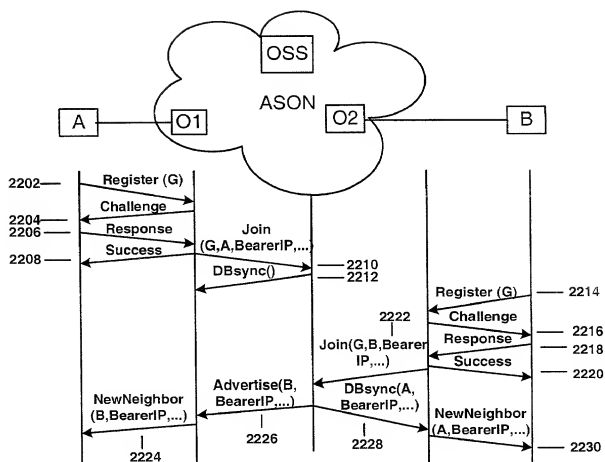 OSS
ASON
A
O1
O2
B
2202
Register (G)
2204
Challenge
2206
Response
Join
(G,A,BearerIP,...)
2208
Success
2210
DBsync()
2212
Register (G)
2214
2222
Challenge
2216
Join(G,B,Bearer
IP,...)
Response
2218
Success
2220
NewNeighbor
(B,BearerIP,...)
Advertise(B,
BearerIP,...)
DBsync(A,
BearerIP,...)
NewNeighbor
(A,BearerIP,...)
2224
2226
2228
2230